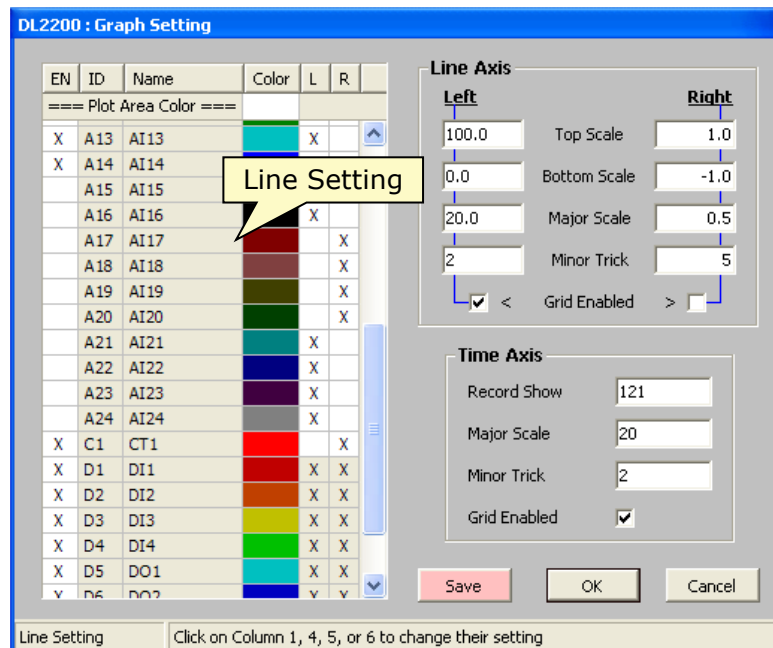 DL2200 : Graph Setting
EN ID Name Color L R
=== Plot Area Color ===
X A13 AI13 X
X A14 AI14
A15 AI15
A16 AI16 X
A17 AI17 X
A18 AI18 X
A19 AI19 X
A20 AI20 X
A21 AI21 X
A22 AI22 X
A23 AI23 X
A24 AI24 X
X C1 CT1 X
X D1 DI1 X X
X D2 DI2 X X
X D3 DI3 X X
X D4 DI4 X X
X D5 DO1 X X
X D6 DO2 X X
Line Setting
Line Axis
Left Right
100.0 Top Scale 1.0
0.0 Bottom Scale -1.0
20.0 Major Scale 0.5
2 Minor Trick 5
< Grid Enabled >
Time Axis
Record Show 121
Major Scale 20
Minor Trick 2
Grid Enabled
Save OK Cancel
Line Setting Click on Column 1, 4, 5, or 6 to change their setting